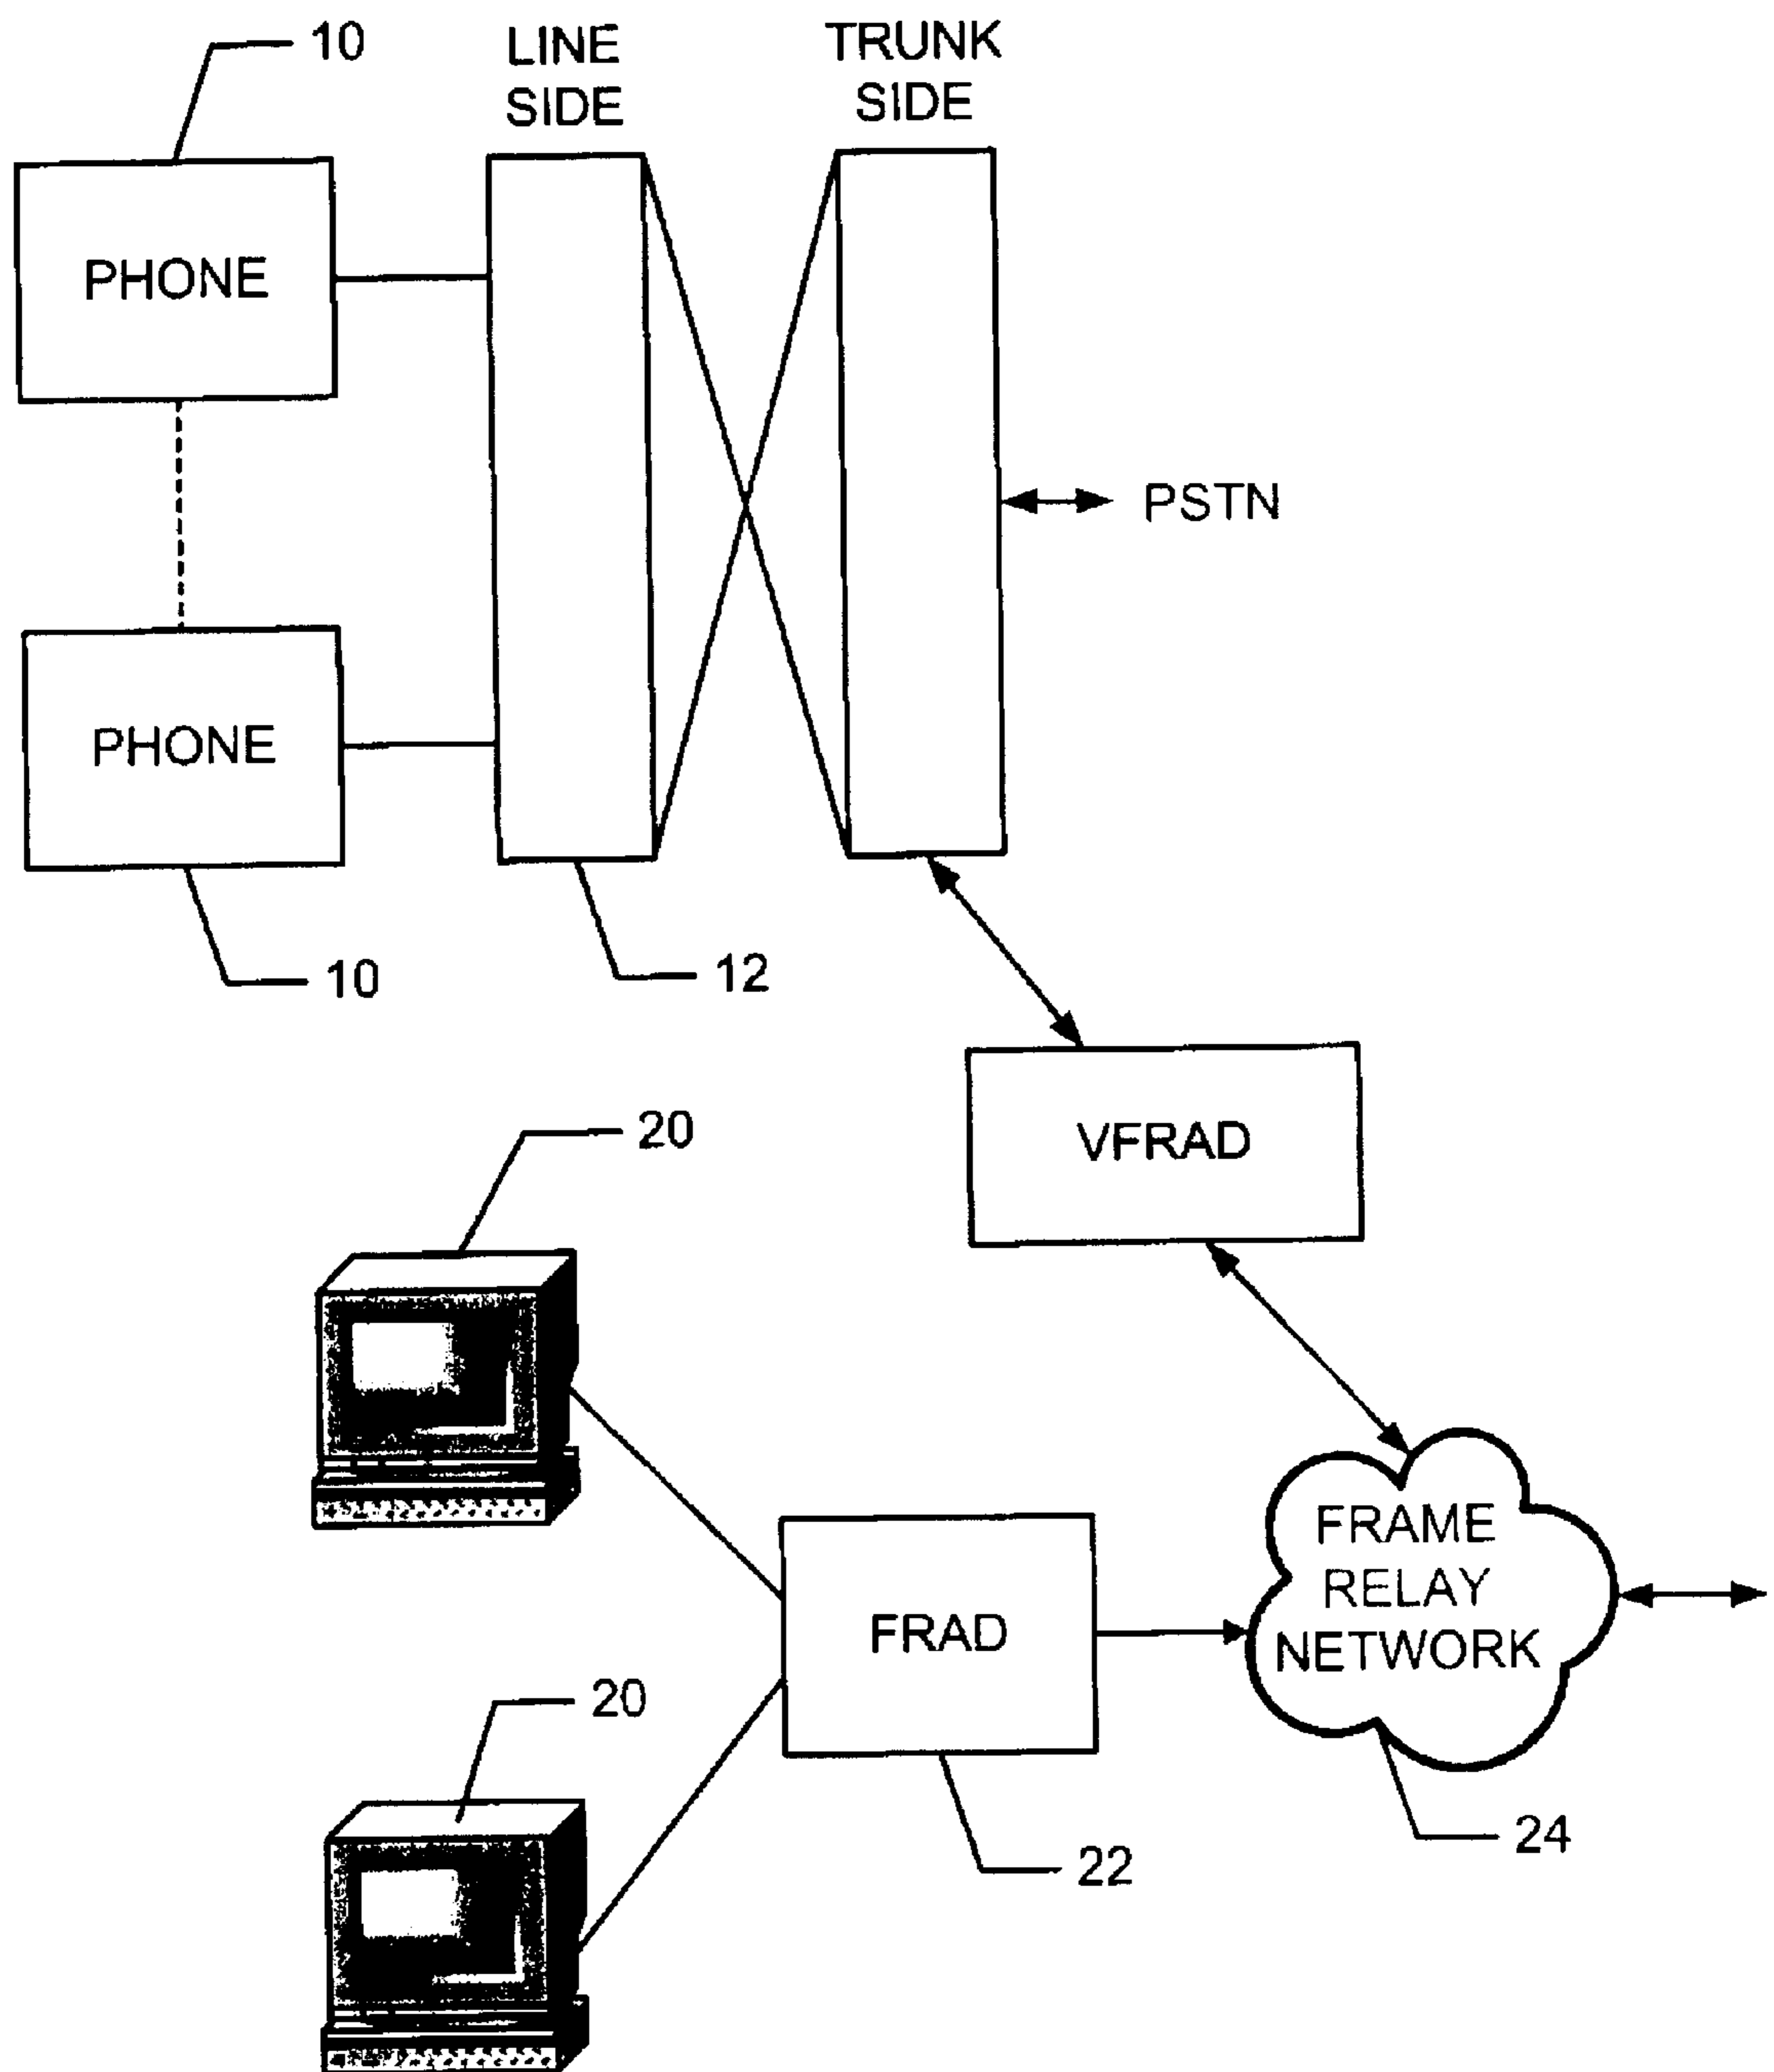 10
LINE
SIDE
TRUNK
SIDE
PHONE
PSTN
PHONE
10
12
20
VFRAD
20
FRAD
FRAME
RELAY
NETWORK
22
24